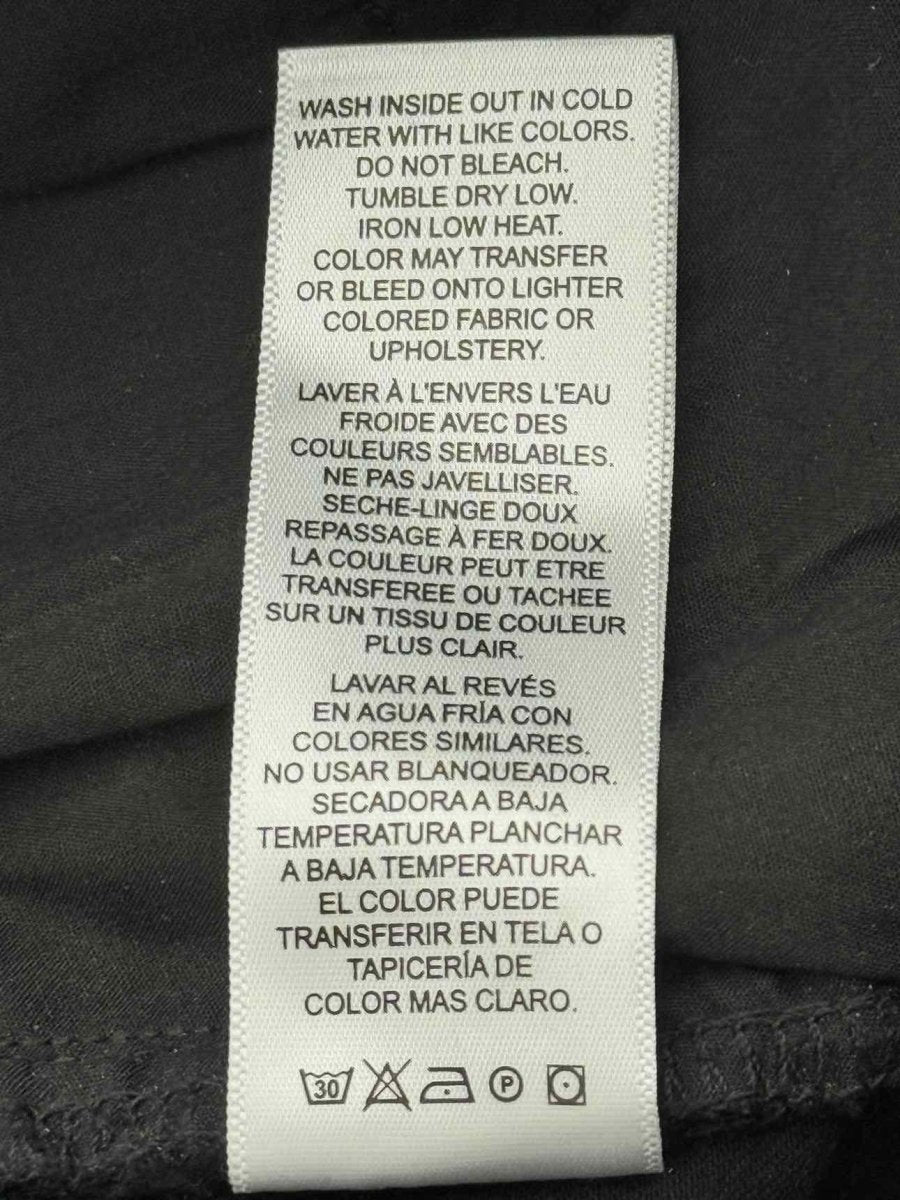 WASH INSIDE OUT IN COLD
WATER WITH LIKE COLORS.
DO NOT BLEACH.
TUMBLE DRY LOW.
IRON LOW HEAT.
COLOR MAY TRANSFER
OR BLEED ONTO LIGHTER
COLORED FABRIC OR
UPHOLSTERY.
LAVER À L'ENVERS L'EAU
FROIDE AVEC DES
COULEURS SEMBLABLES.
NE PAS JAVELLISER.
SECHE-LINGE DOUX
REPASSAGE À FER DOUX.
LA COULEUR PEUT ETRE
TRANSFEREE OU TACHEE
SUR UN TISSU DE COULEUR
PLUS CLAIR.
LAVAR AL REVÉS
EN AGUA FRÍA CON
COLORES SIMILARES.
NO USAR BLANQUEADOR.
SECADORA A BAJA
TEMPERATURA PLANCHAR
A BAJA TEMPERATURA.
EL COLOR PUEDE
TRANSFERIR EN TELA O
TAPICERÍA DE
COLOR MAS CLARO.
30 P